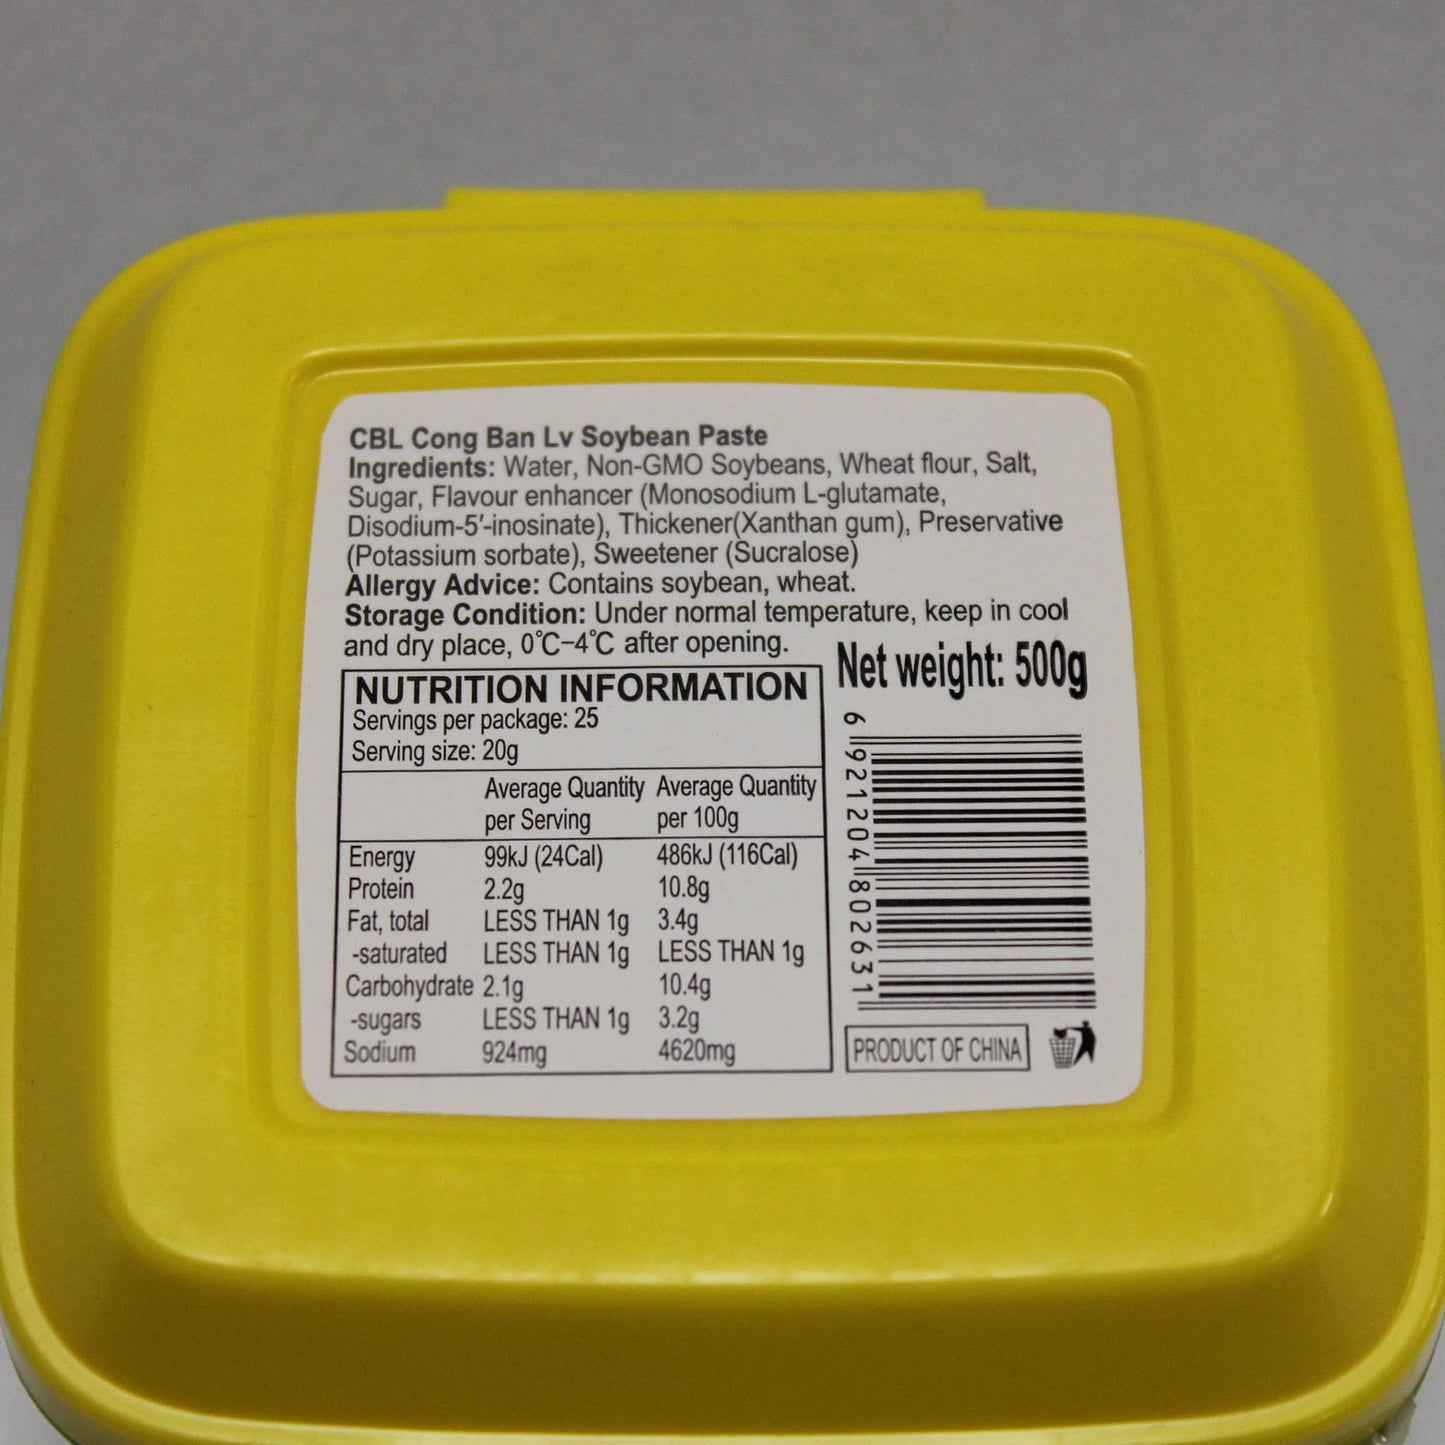 CBL Cong Ban Lv Soybean Paste
Ingredients: Water, Non-GMO Soybeans, Wheat flour, Salt,
Sugar, Flavour enhancer (Monosodium L-glutamate,
Disodium-5'-inosinate), Thickener(Xanthan gum), Preservative
(Potassium sorbate), Sweetener (Sucralose)
Allergy Advice: Contains soybean, wheat.
Storage Condition: Under normal temperature, keep in cool
and dry place, 0℃-4℃ after opening.
Net weight: 500g
NUTRITION INFORMATION
Servings per package: 25
Serving size: 20g
Average Quantity Average Quantity
per Serving per 100g
Energy 99kJ (24Cal) 486kJ (116Cal)
Protein 2.2g 10.8g
Fat, total LESS THAN 1g 3.4g
-saturated LESS THAN 1g LESS THAN 1g
Carbohydrate 2.1g 10.4g
-sugars LESS THAN 1g 3.2g
Sodium 924mg 4620mg
6 921204 802631
PRODUCT OF CHINA